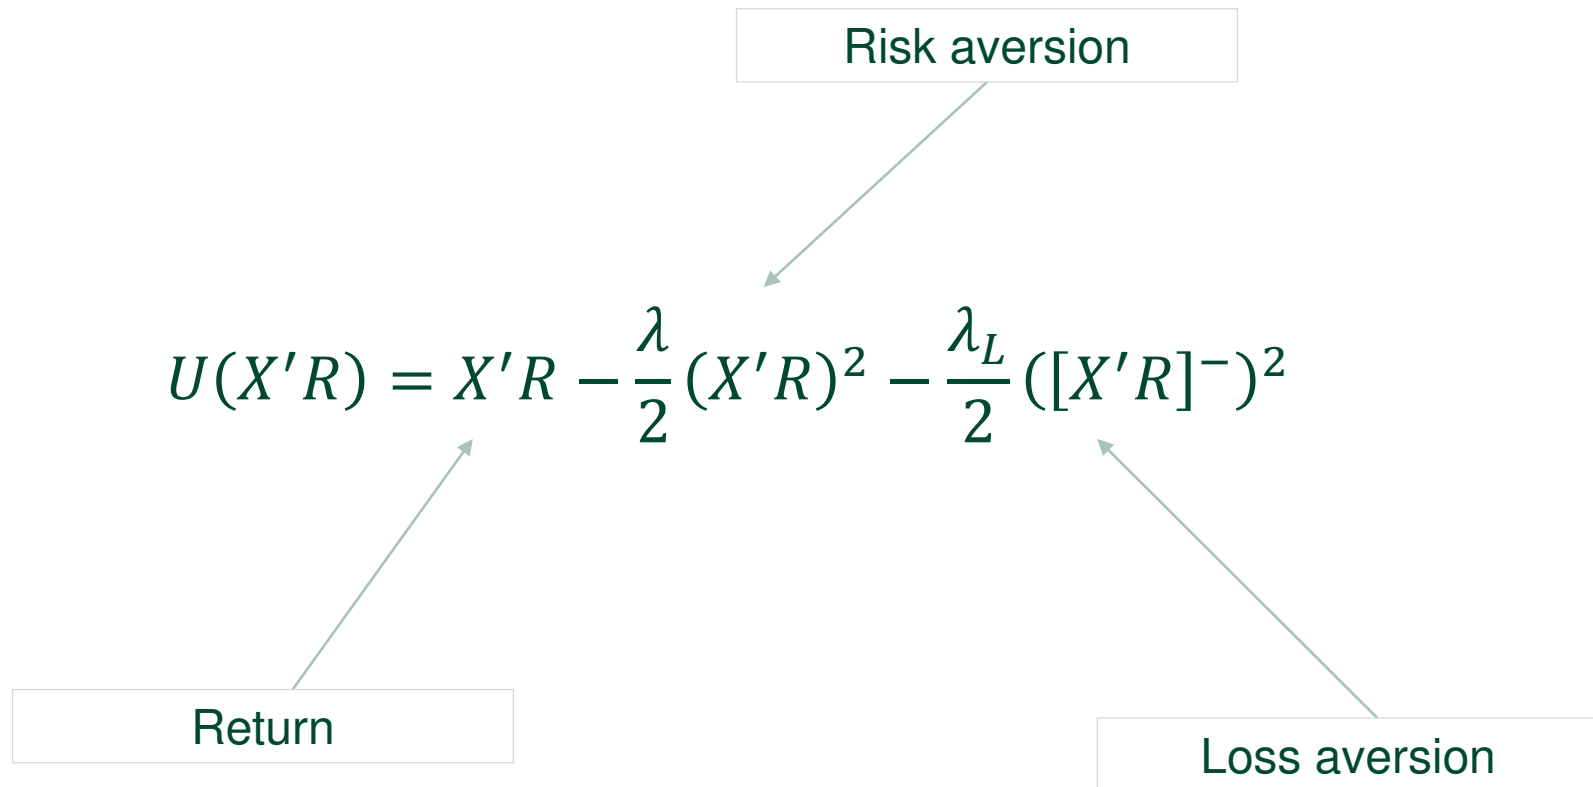 Risk aversion
U(X′R) = X′R − λ/2 (X′R)² − λ_L/2 ([X′R]⁻)²
Return
Loss aversion